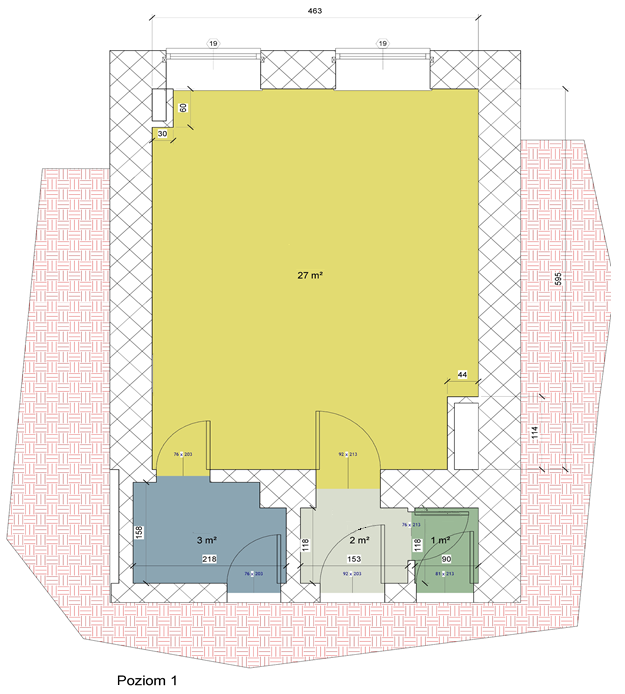 463
19
19
60
30
27 m²
595
44
114
76 x 203
92 x 213
158
3 m²
218
76 x 203
118
2 m²
153
92 x 203
76 x 213
118
1 m²
90
81 x 213
Poziom 1